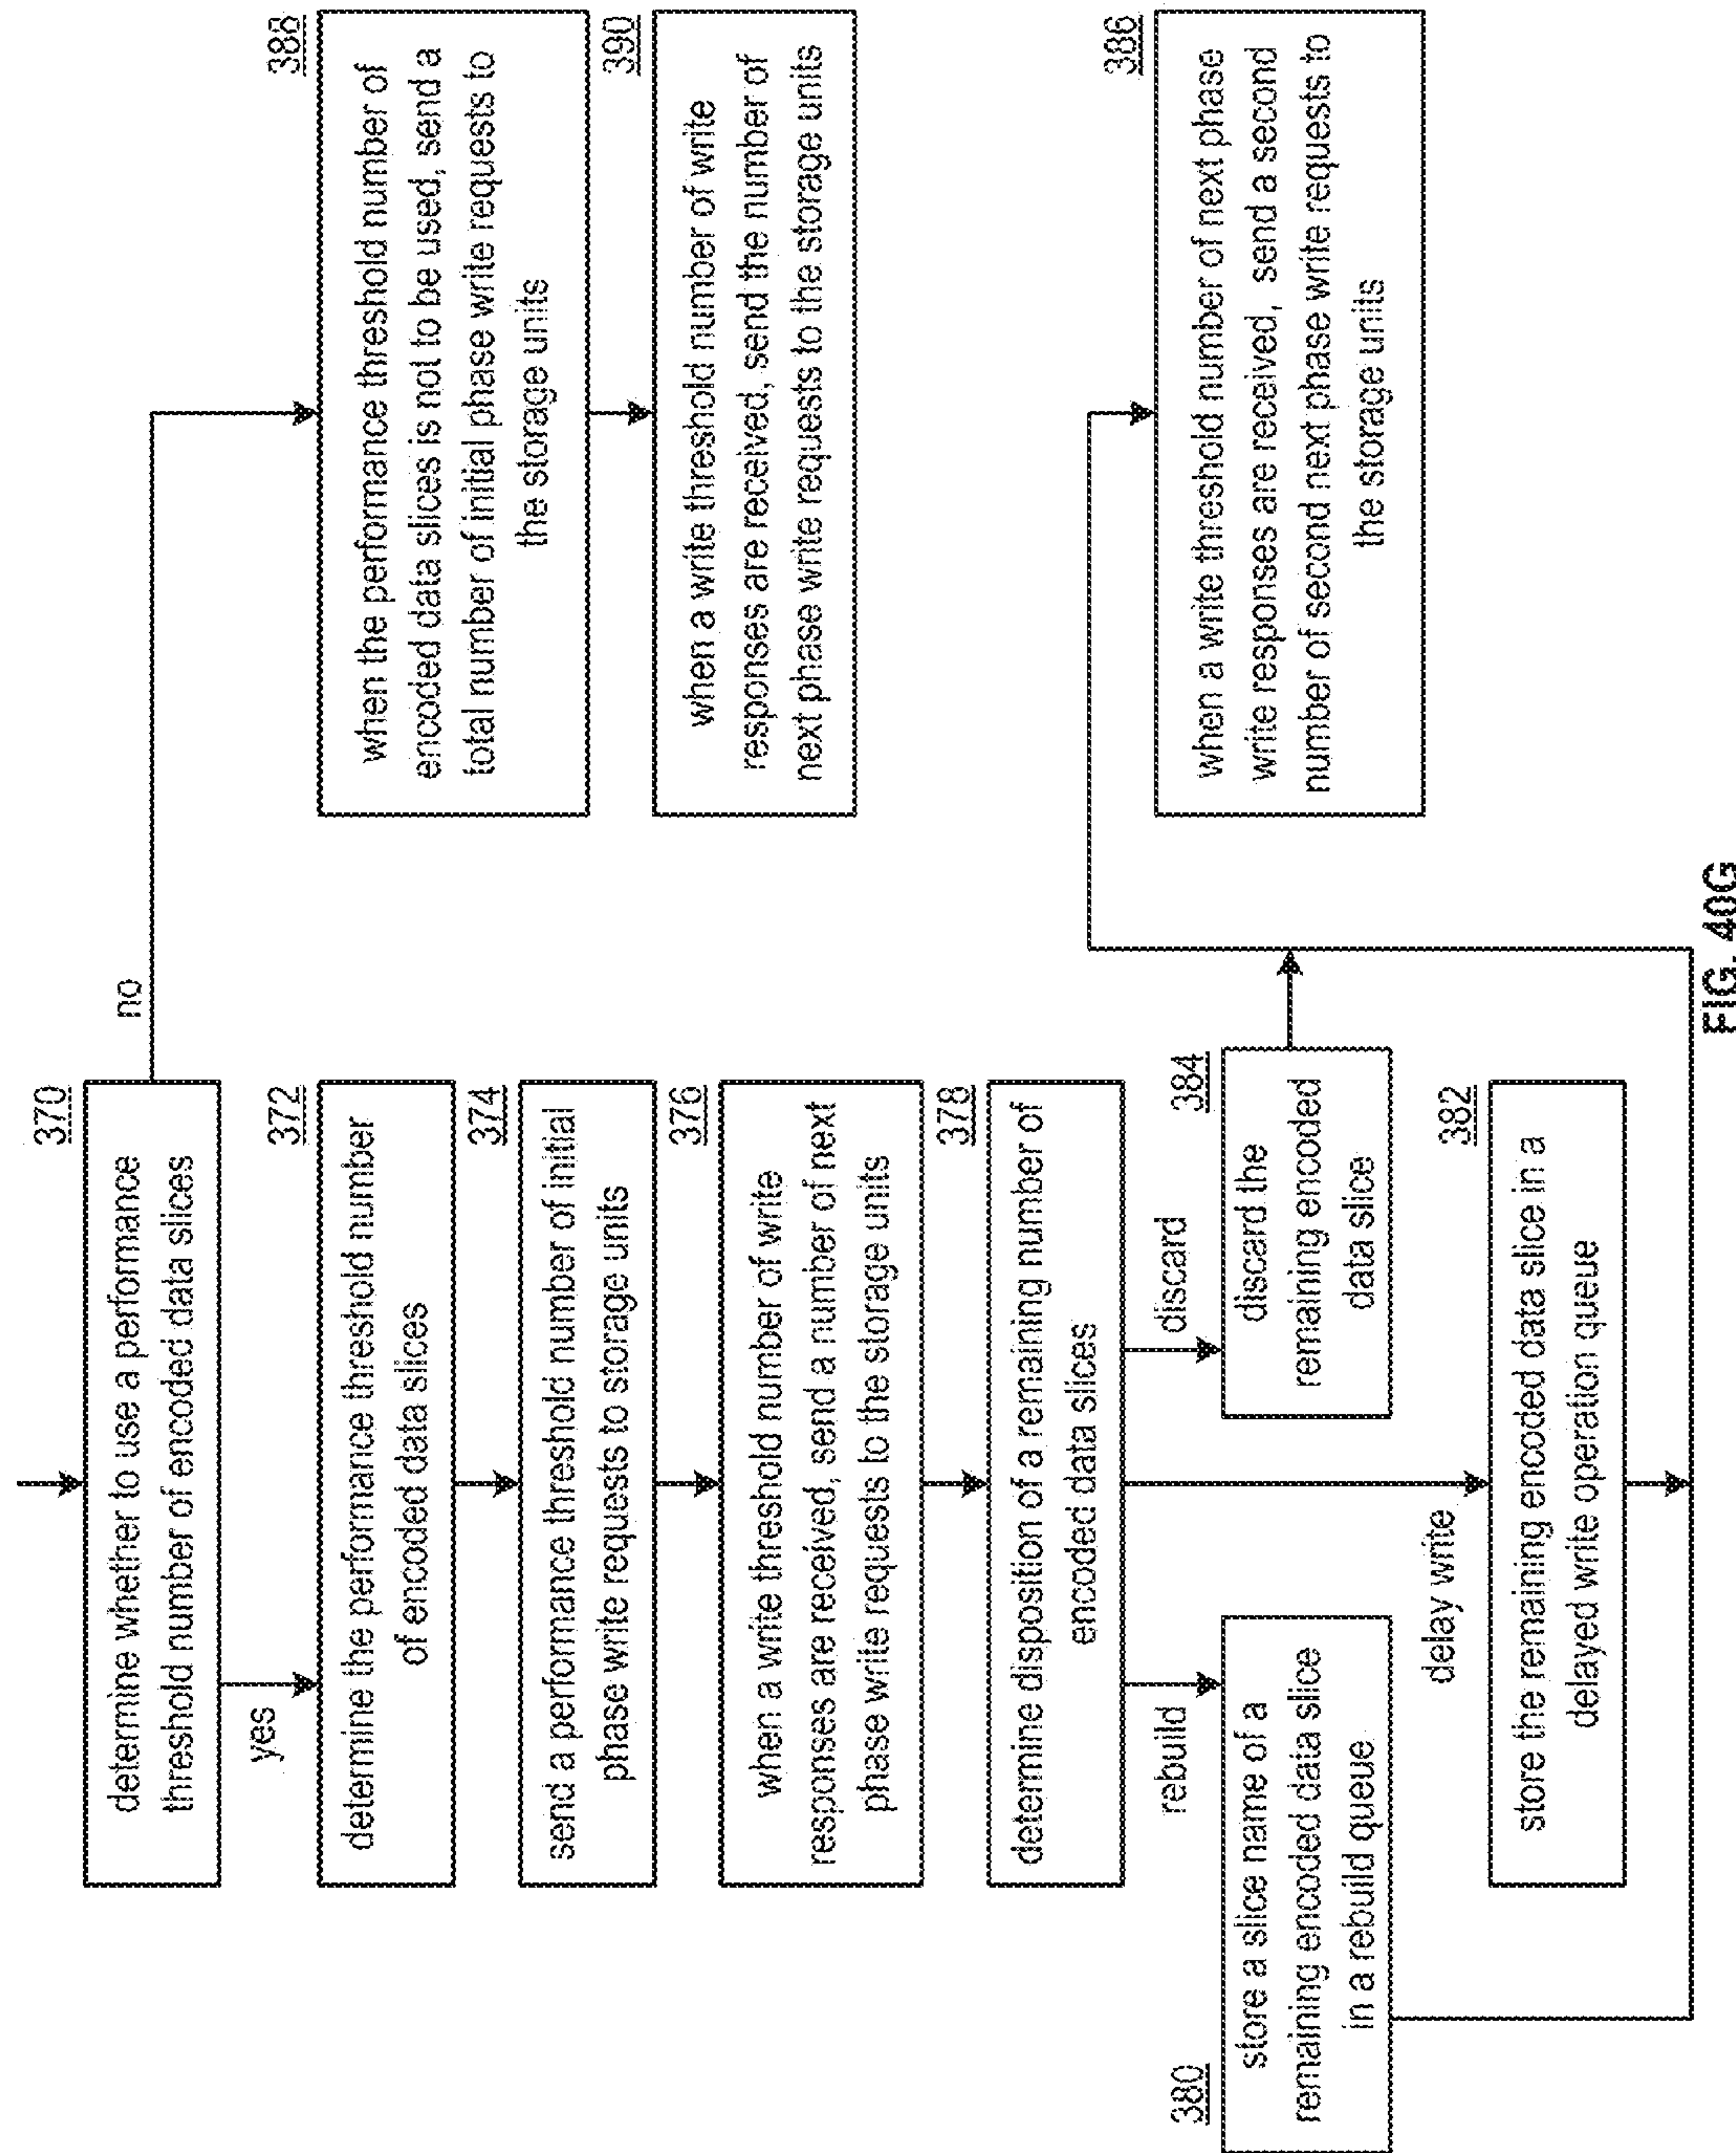 370
determine whether to use a performance
threshold number of encoded data slices
no
yes
372
determine the performance threshold number
of encoded data slices
374
send a performance threshold number of initial
phase write requests to storage units
376
when a write threshold number of write
responses are received, send a number of next
phase write requests to the storage units
378
determine disposition of a remaining number of
encoded data slices
rebuild
delay write
discard
380
store a slice name of a
remaining encoded data slice
in a rebuild queue
384
discard the
remaining encoded
data slice
382
store the remaining encoded data slice in a
delayed write operation queue
388
when the performance threshold number of
encoded data slices is not to be used, send a
total number of initial phase write requests to
the storage units
390
when a write threshold number of write
responses are received, send the number of
next phase write requests to the storage units
386
when a write threshold number of next phase
write responses are received, send a second
number of second next phase write requests to
the storage units
FIG. 40G